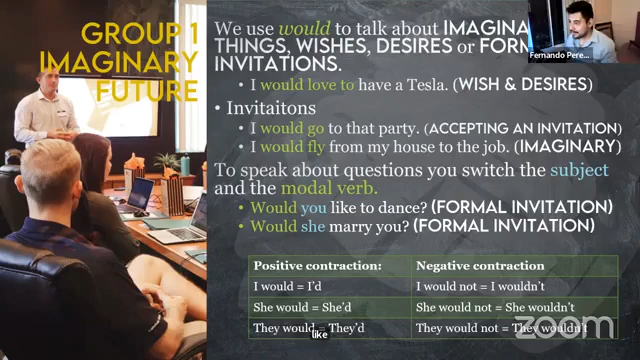 GROUP 1
IMAGINARY
FUTURE
We use would to talk about IMAGINA
THINGS, WISHES, DESIRES or FORM
INVITATIONS.
• I would love to have a Tesla. (WISH & DESIRES)
• Invitaitons
• I would go to that party. (ACCEPTING AN INVITATION)
• I would fly from my house to the job. (IMAGINARY)
To speak about questions you switch the subject
and the modal verb.
• Would you like to dance? (FORMAL INVITATION)
• Would she marry you? (FORMAL INVITATION)
Positive contraction: Negative contraction
I would = I'd I would not = I wouldn't
She would = She'd She would not = She wouldn't
They would = They'd They would not = They wouldn't
like
Fernando Pere...
zoom